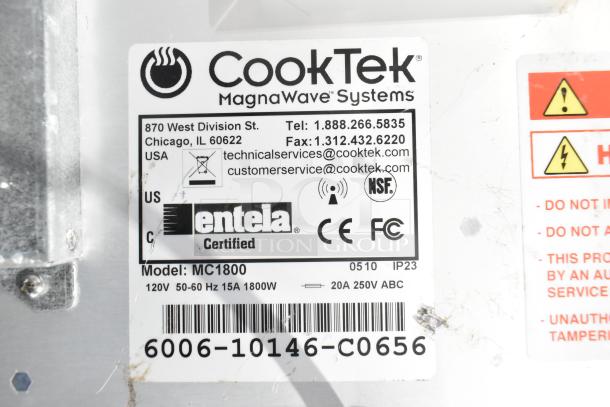 CookTek®
MagnaWave™ Systems
870 West Division St.
Chicago, IL 60622
USA
Tel: 1.888.266.5835
Fax: 1.312.432.6220
technicalservices@cooktek.com
customerservice@cooktek.com
NSF®
US
C
entela®
Certified
CE FC
Model: MC1800
0510 IP23
120V 50-60 Hz 15A 1800W
20A 250V ABC
6006-10146-C0656
H
- DO NOT
- DO NOT A
- THIS PRO
BY AN AU
SERVICE
- UNAUTH
TAMPERI